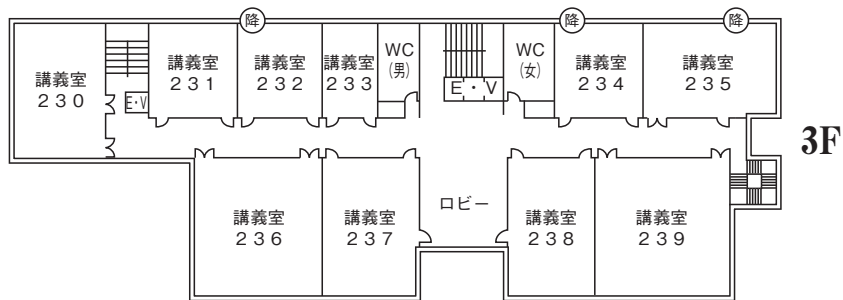 降
降
降
講義室
230
E・V
講義室
231
講義室
232
講義室
233
WC
(男)
E・V
WC
(女)
講義室
234
講義室
235
3F
講義室
236
講義室
237
ロビー
講義室
238
講義室
239